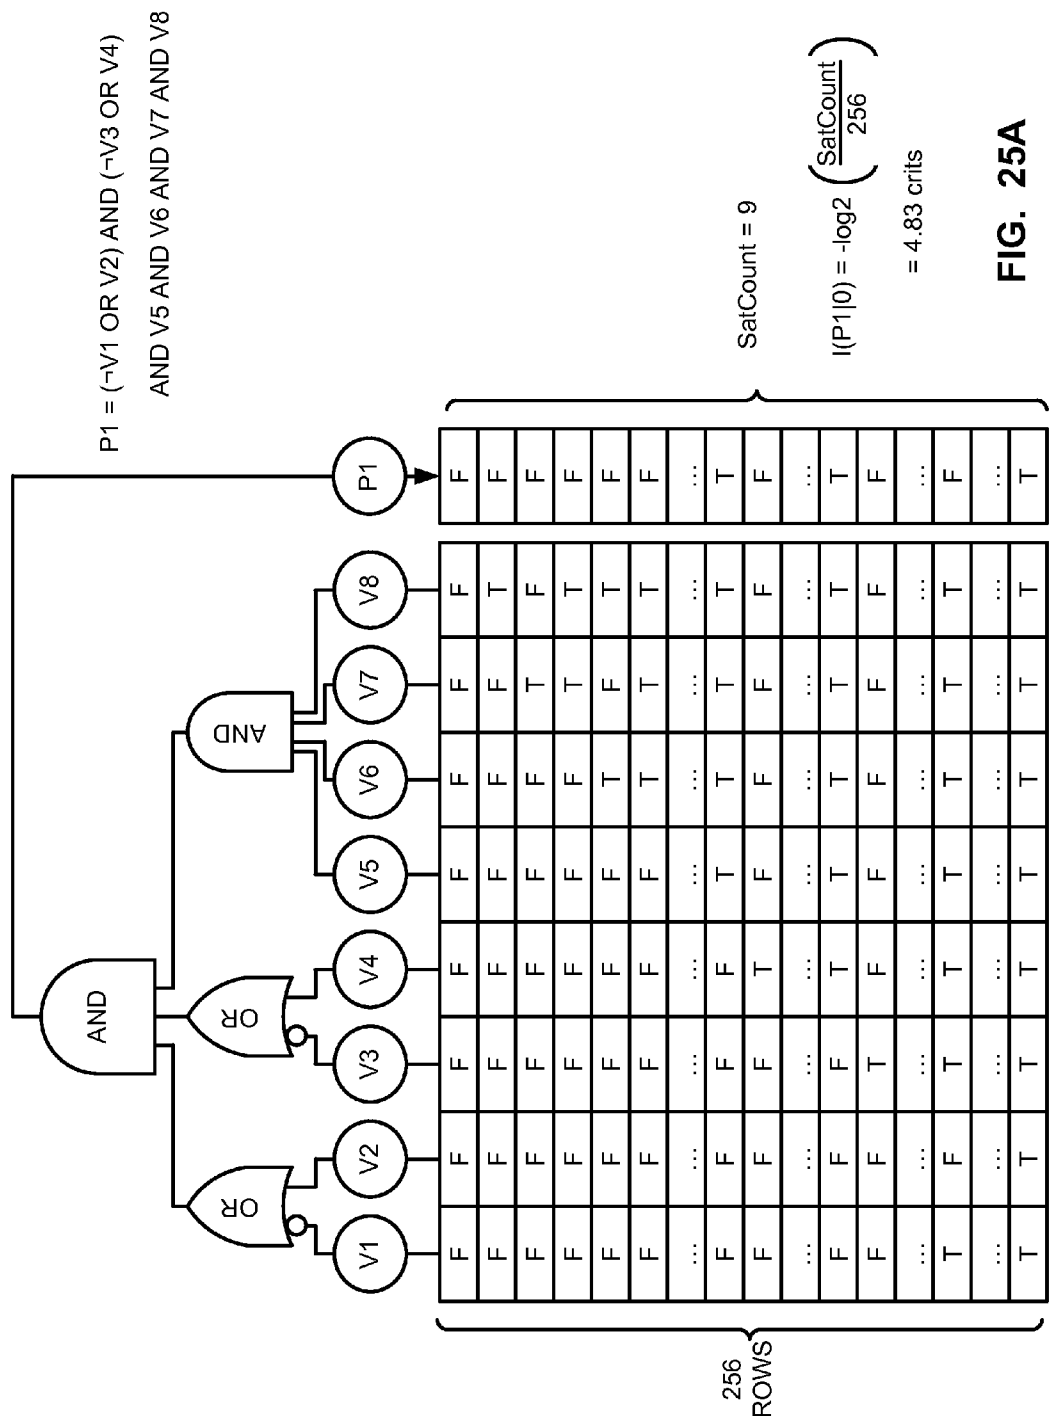 P1 = (¬V1 OR V2) AND (¬V3 OR V4)
AND V5 AND V6 AND V7 AND V8
AND
OR OR AND
V1 V2 V3 V4 V5 V6 V7 V8 P1
F F F F F F F F F
F F F F F F F T F
F F F F F F T F F
F F F F F F T T F
F F F F F T F T F
F F F F F T T T F
... ... ... ... ... ... ... ... ...
F F F F T T T T T
F F F T F F F F F
... ... ... ... ... ... ... ... ...
F F F T T T T T T
F F T F F F F F F
... ... ... ... ... ... ... ... ...
T F T T T T T T F
... ... ... ... ... ... ... ... ...
T T T T T T T T T
256
ROWS
SatCount = 9
I(P1|0) = -log2 (SatCount
256)
= 4.83 crits
FIG. 25A